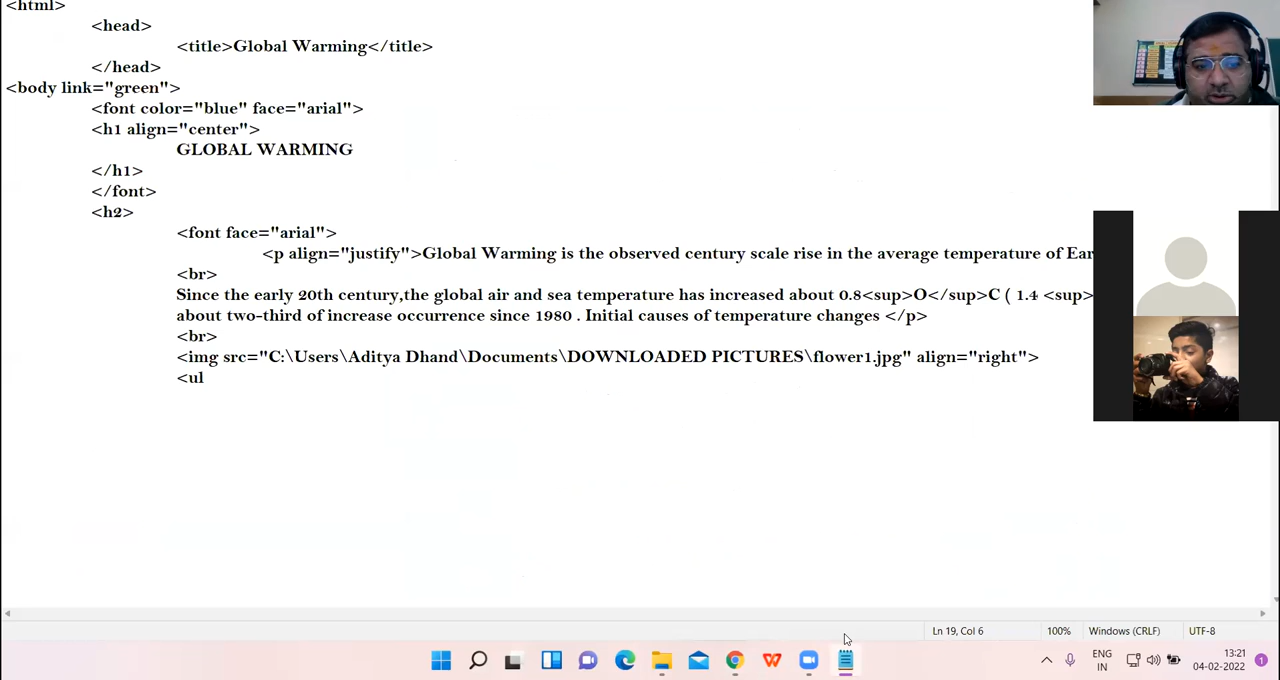 <html>
<head>
<title>Global Warming</title>
</head>
<body link="green">
<font color="blue" face="arial">
<h1 align="center">
GLOBAL WARMING
</h1>
</font>
<h2>
<font face="arial">
<p align="justify">Global Warming is the observed century scale rise in the average temperature of Ear
<br>
Since the early 20th century,the global air and sea temperature has increased about 0.8<sup>O</sup>C ( 1.4 <sup>
about two-third of increase occurrence since 1980 . Initial causes of temperature changes </p>
<br>
<img src="C:\Users\Aditya Dhand\Documents\DOWNLOADED PICTURES\flower1.jpg" align="right">
<ul
Ln 19, Col 6
100%
Windows (CRLF)
UTF-8
ENG
IN
13:21
04-02-2022
1